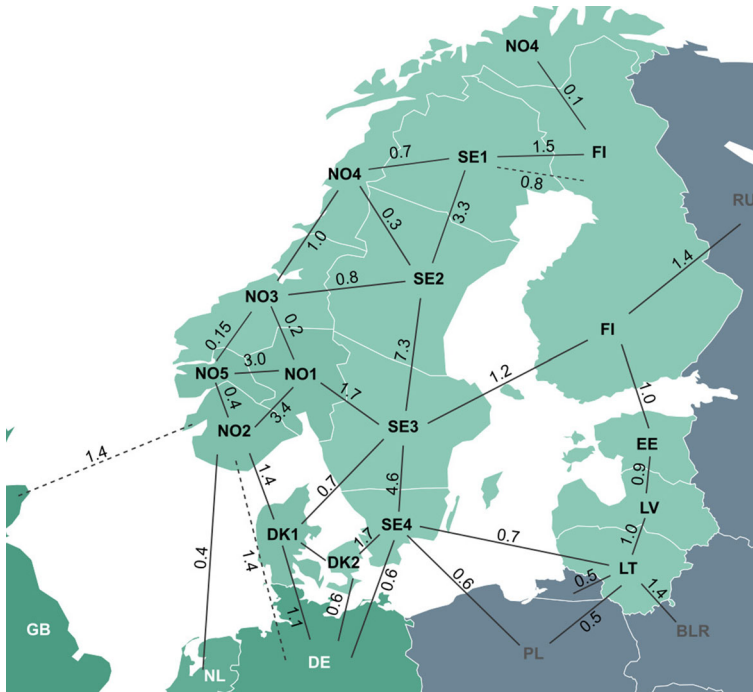 NO4
0.1
0.7
SE1
1.5
FI
NO4
0.8
RU
0.3
3.3
1.0
1.4
0.8
SE2
NO3
0.2
FI
0.15
7.3
3.0
NO5
NO1
1.2
1.7
0.4
1.0
3.4
NO2
SE3
EE
1.4
1.4
0.9
0.7
4.6
LV
SE4
DK1
1.7
0.7
1.0
DK2
0.4
1.4
LT
0.5
0.6
0.6
0.6
1.4
1.1
0.5
GB
BLR
PL
DE
NL